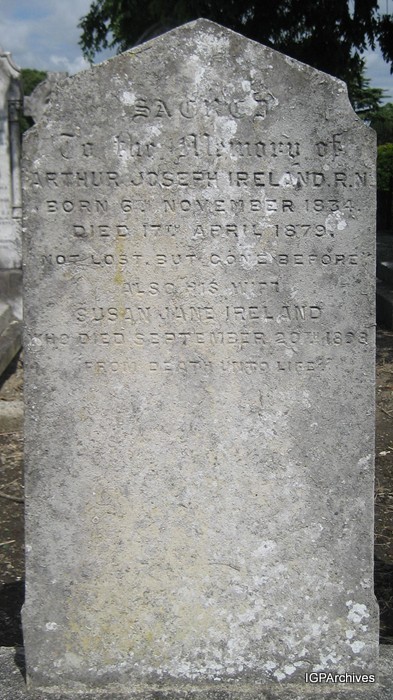 SACRED
To the Memory of
ARTHUR JOSEPH IRELAND. R.N.
BORN 6TH NOVEMBER 1834.
DIED 17TH APRIL 1879.
"NOT LOST, BUT GONE BEFORE"
ALSO HIS WIFE
SUSAN JANE IRELAND
WHO DIED SEPTEMBER 20TH
"FROM DEATH UNTO LIFE"
IGPArchives